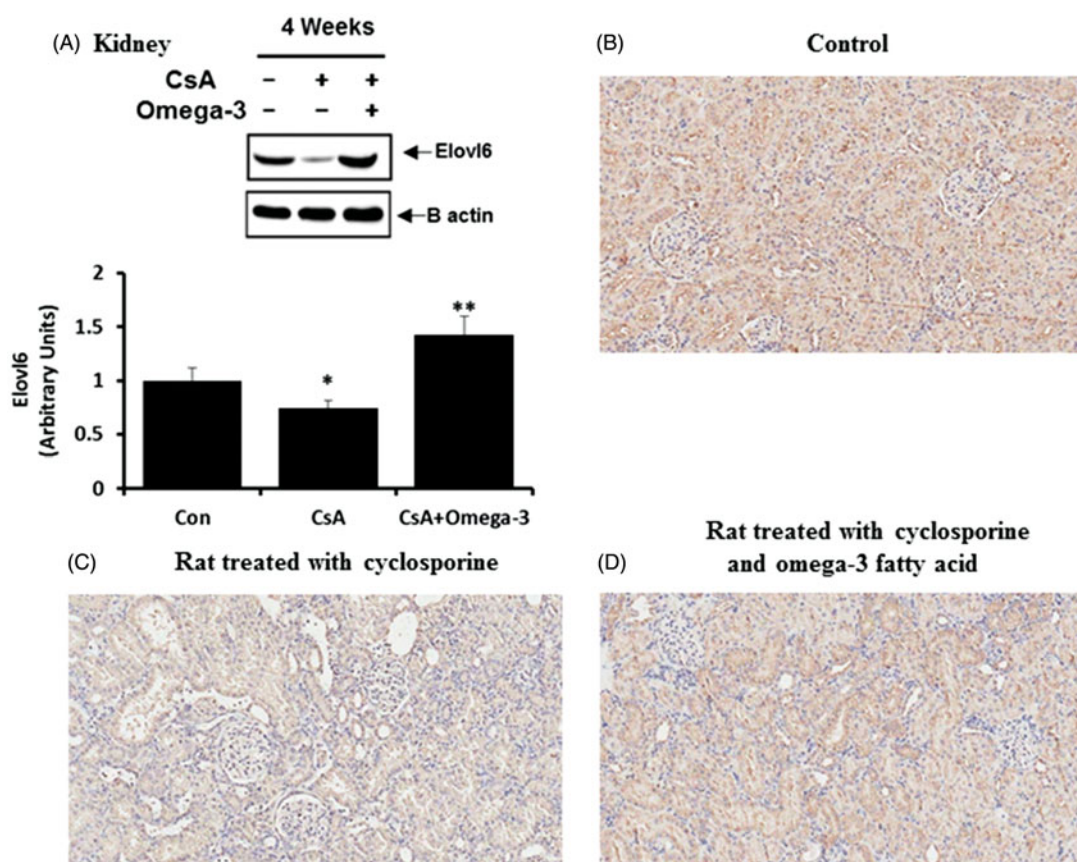 (A) Kidney
4 Weeks
CsA – + +
Omega-3 – – +
Elovl6
B actin
2
1.5
1
0.5
0
Elovl6
(Arbitrary Units)
*
**
Con CsA CsA+Omega-3
(B) Control
(C) Rat treated with cyclosporine
(D) Rat treated with cyclosporine
and omega-3 fatty acid